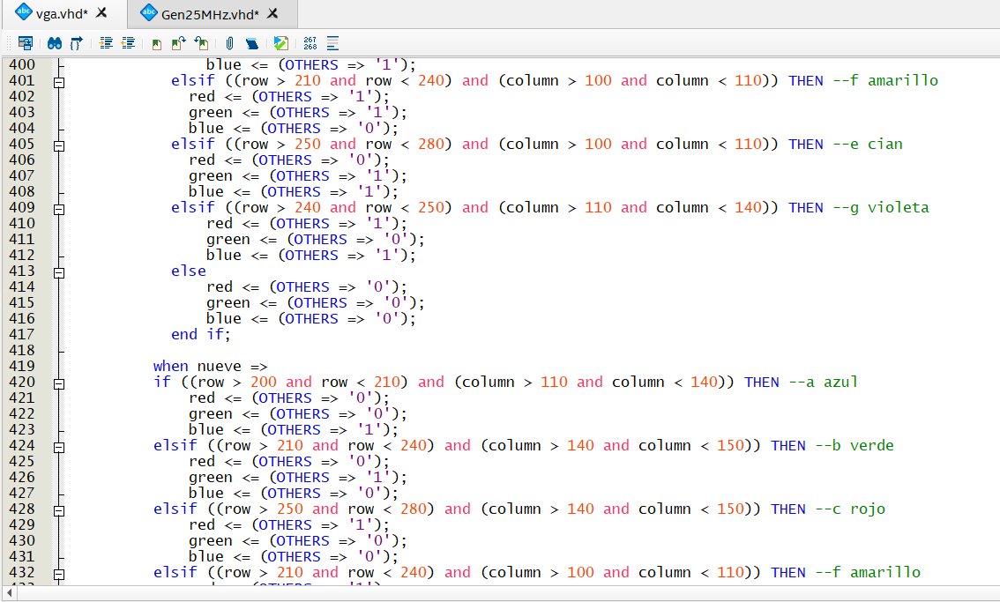 vga.vhd* Gen25MHz.vhd*
267
268
400 blue <= (OTHERS => '1');
401 elsif ((row > 210 and row < 240) and (column > 100 and column < 110)) THEN --f amarillo
402 red <= (OTHERS => '1');
403 green <= (OTHERS => '1');
404 blue <= (OTHERS => '0');
405 elsif ((row > 250 and row < 280) and (column > 100 and column < 110)) THEN --e cian
406 red <= (OTHERS => '0');
407 green <= (OTHERS => '1');
408 blue <= (OTHERS => '1');
409 elsif ((row > 240 and row < 250) and (column > 110 and column < 140)) THEN --g violeta
410 red <= (OTHERS => '1');
411 green <= (OTHERS => '0');
412 blue <= (OTHERS => '1');
413 else
414 red <= (OTHERS => '0');
415 green <= (OTHERS => '0');
416 blue <= (OTHERS => '0');
417 end if;
418
419 when nueve =>
420 if ((row > 200 and row < 210) and (column > 110 and column < 140)) THEN --a azul
421 red <= (OTHERS => '0');
422 green <= (OTHERS => '0');
423 blue <= (OTHERS => '1');
424 elsif ((row > 210 and row < 240) and (column > 140 and column < 150)) THEN --b verde
425 red <= (OTHERS => '0');
426 green <= (OTHERS => '1');
427 blue <= (OTHERS => '0');
428 elsif ((row > 250 and row < 280) and (column > 140 and column < 150)) THEN --c rojo
429 red <= (OTHERS => '1');
430 green <= (OTHERS => '0');
431 blue <= (OTHERS => '0');
432 elsif ((row > 210 and row < 240) and (column > 100 and column < 110)) THEN --f amarillo